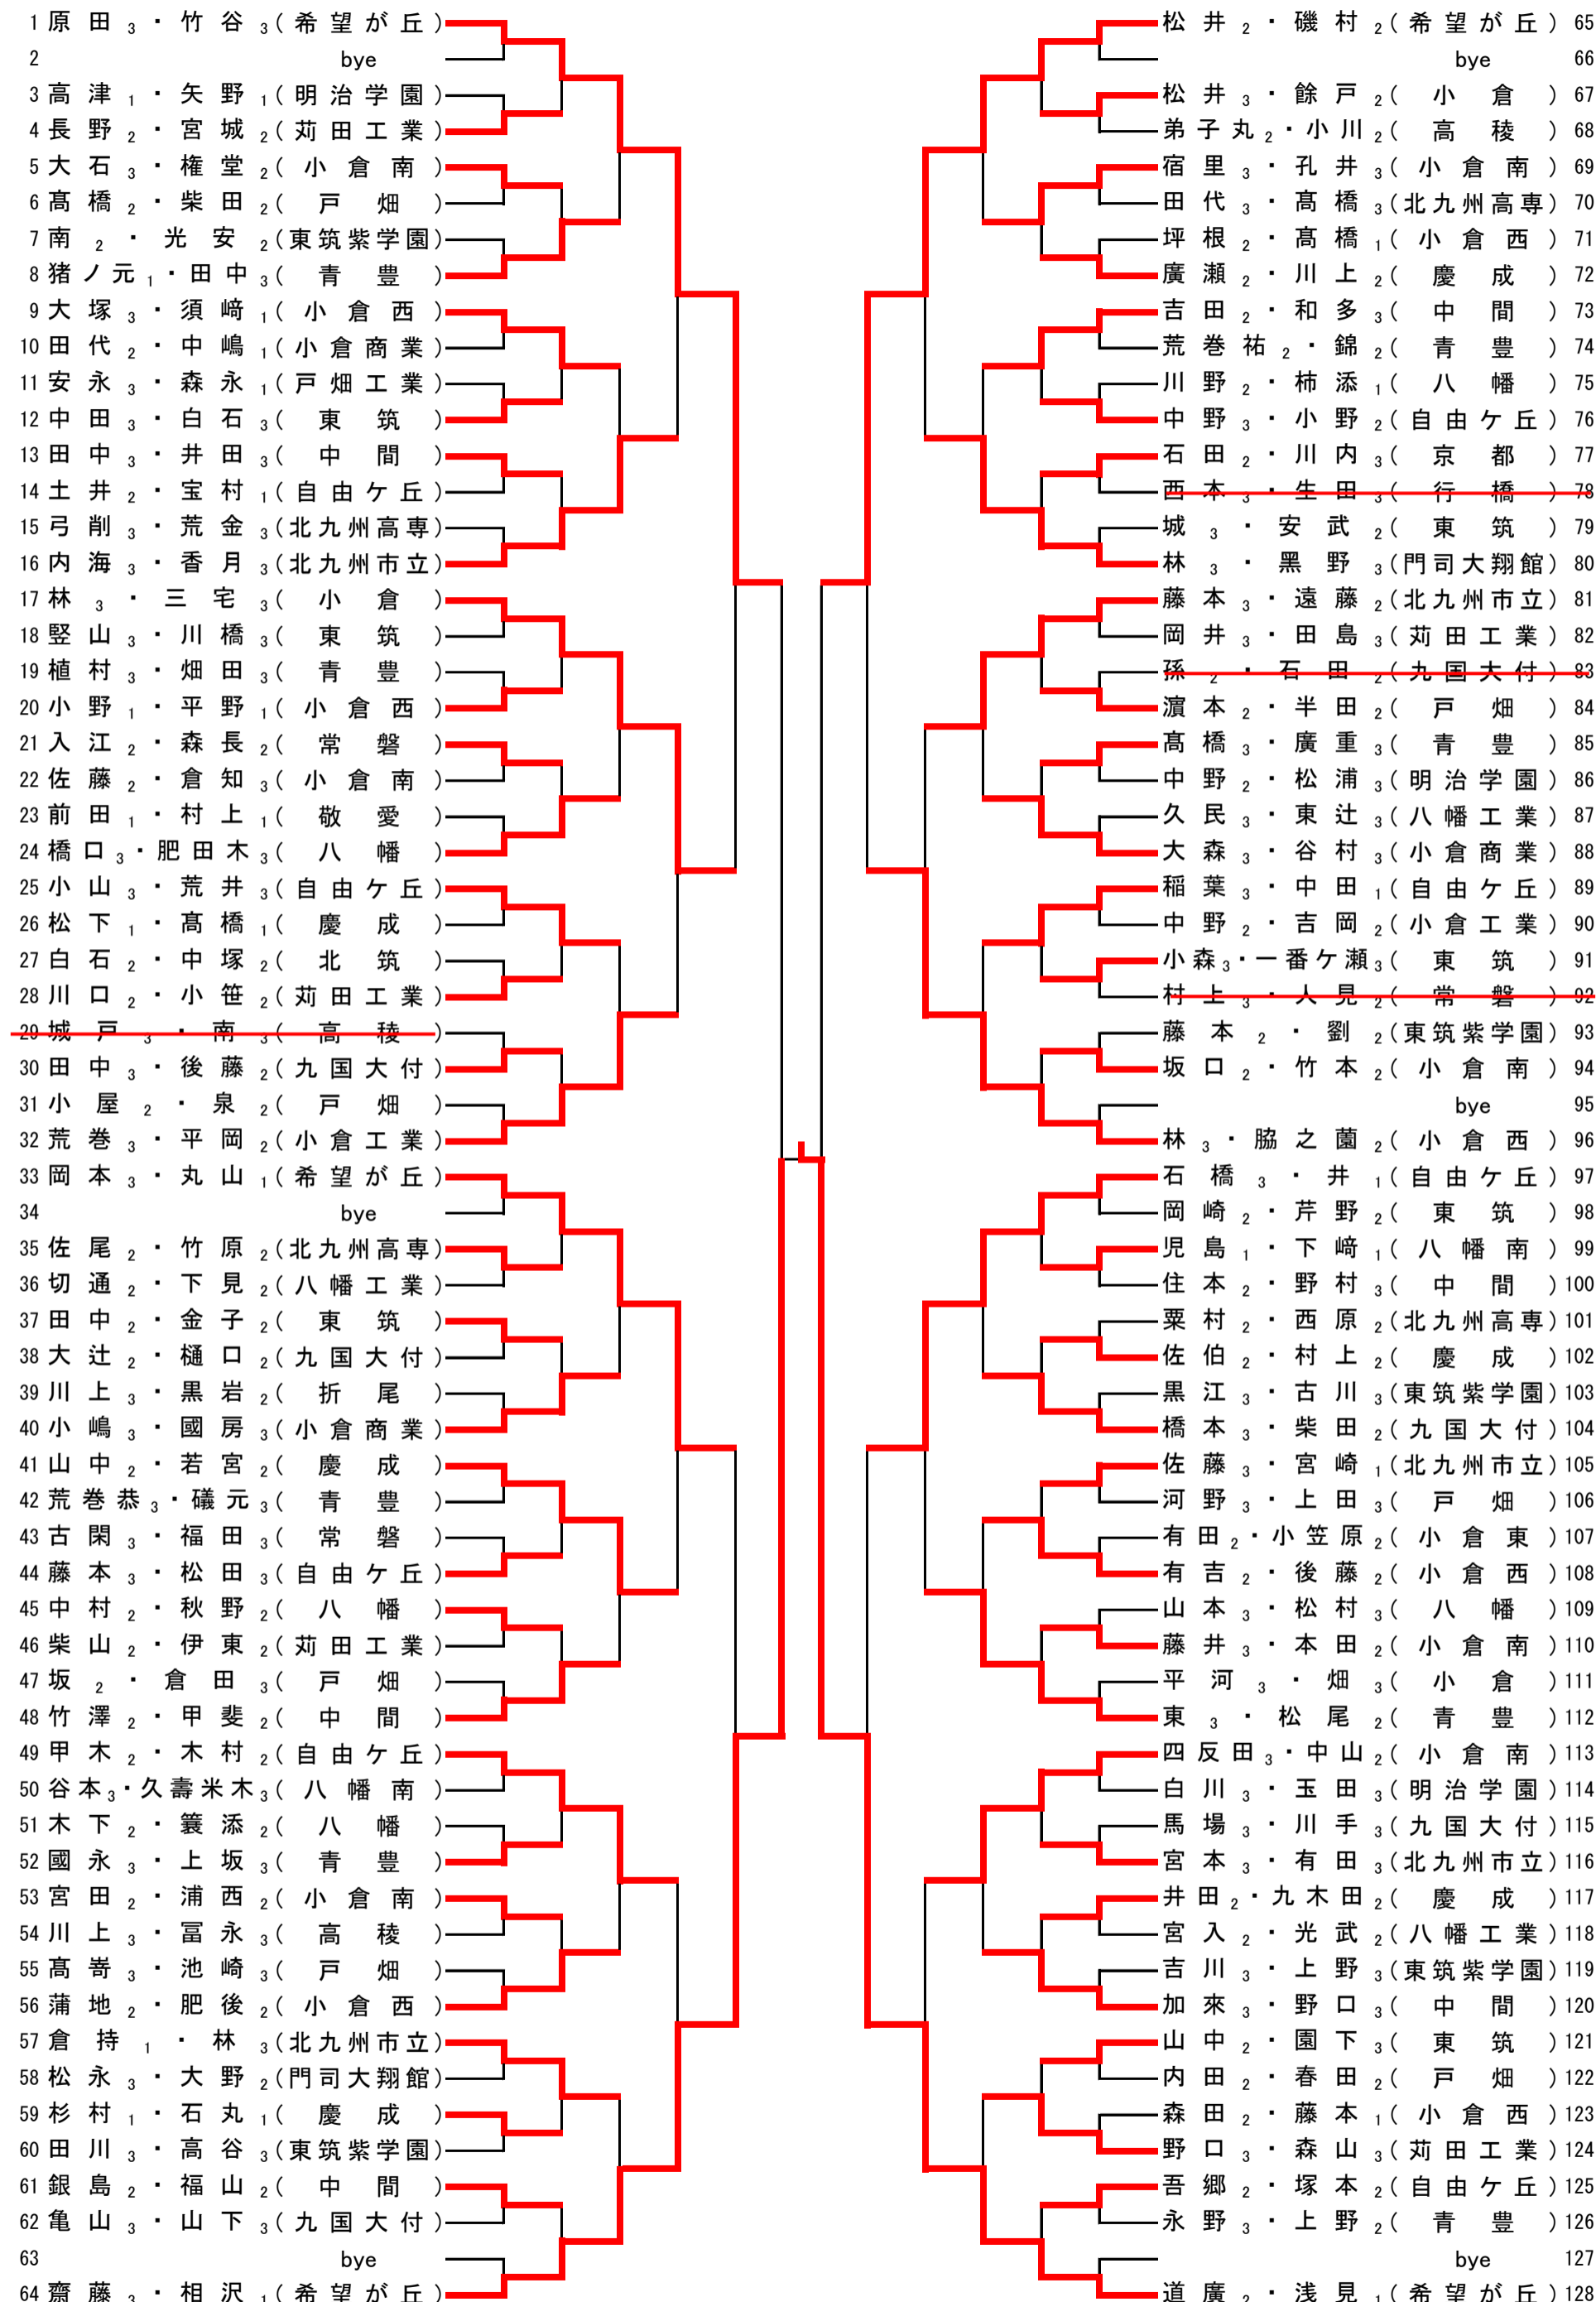 1 原田3・竹谷3(希望が丘)
2 bye
3 高津1・矢野1(明治学園)
4 長野2・宮城2(苅田工業)
5 大石3・権堂2(小倉南)
6 髙橋2・柴田2(戸畑)
7 南2・光安2(東筑紫学園)
8 猪ノ元1・田中3(青豊)
9 大塚3・須﨑1(小倉西)
10 田代2・中嶋1(小倉商業)
11 安永3・森永1(戸畑工業)
12 中田3・白石3(東筑)
13 田中3・井田3(中間)
14 土井2・宝村1(自由ケ丘)
15 弓削3・荒金3(北九州高専)
16 内海3・香月3(北九州市立)
17 林3・三宅3(小倉)
18 竪山3・川橋3(東筑)
19 植村3・畑田3(青豊)
20 小野1・平野1(小倉西)
21 入江2・森長2(常磐)
22 佐藤2・倉知3(小倉南)
23 前田1・村上1(敬愛)
24 橋口3・肥田木3(八幡)
25 小山3・荒井3(自由ケ丘)
26 松下1・髙橋1(慶成)
27 白石2・中塚2(北筑)
28 川口2・小笹2(苅田工業)
29 城戸3・南3(高稜)
30 田中3・後藤2(九国大付)
31 小屋2・泉2(戸畑)
32 荒巻3・平岡2(小倉工業)
33 岡本3・丸山1(希望が丘)
34 bye
35 佐尾2・竹原2(北九州高専)
36 切通2・下見2(八幡工業)
37 田中2・金子2(東筑)
38 大辻2・樋口2(九国大付)
39 川上3・黒岩2(折尾)
40 小嶋3・國房3(小倉商業)
41 山中2・若宮2(慶成)
42 荒巻恭3・礒元3(青豊)
43 古閑3・福田3(常磐)
44 藤本3・松田3(自由ケ丘)
45 中村2・秋野2(八幡)
46 柴山2・伊東2(苅田工業)
47 坂2・倉田3(戸畑)
48 竹澤2・甲斐2(中間)
49 甲木2・木村2(自由ケ丘)
50 谷本3・久壽米木3(八幡南)
51 木下2・簑添2(八幡)
52 國永3・上坂3(青豊)
53 宮田2・浦西2(小倉南)
54 川上3・冨永3(高稜)
55 髙嵜3・池崎3(戸畑)
56 蒲地2・肥後2(小倉西)
57 倉持1・林3(北九州市立)
58 松永3・大野2(門司大翔館)
59 杉村1・石丸1(慶成)
60 田川3・高谷3(東筑紫学園)
61 銀島2・福山2(中間)
62 亀山3・山下3(九国大付)
63 bye
64 齋藤3・相沢1(希望が丘)
松井2・磯村2(希望が丘) 65
bye 66
松井3・餘戸2(小倉) 67
弟子丸2・小川2(高稜) 68
宿里3・孔井3(小倉南) 69
田代3・髙橋3(北九州高専) 70
坪根2・髙橋1(小倉西) 71
廣瀬2・川上2(慶成) 72
吉田2・和多3(中間) 73
荒巻祐2・錦2(青豊) 74
川野2・柿添1(八幡) 75
中野3・小野2(自由ケ丘) 76
石田2・川内3(京都) 77
西本3・生田3(行橋) 78
城3・安武2(東筑) 79
林3・黑野3(門司大翔館) 80
藤本3・遠藤2(北九州市立) 81
岡井3・田島3(苅田工業) 82
孫2・石田2(九国大付) 83
濵本2・半田2(戸畑) 84
髙橋3・廣重3(青豊) 85
中野2・松浦3(明治学園) 86
久民3・東辻3(八幡工業) 87
大森3・谷村3(小倉商業) 88
稲葉3・中田1(自由ケ丘) 89
中野2・吉岡2(小倉工業) 90
小森3・一番ケ瀬3(東筑) 91
村上3・人見2(常磐) 92
藤本2・劉2(東筑紫学園) 93
坂口2・竹本2(小倉南) 94
bye 95
林3・脇之薗2(小倉西) 96
石橋3・井1(自由ケ丘) 97
岡崎2・芹野2(東筑) 98
児島1・下﨑1(八幡南) 99
住本2・野村3(中間) 100
粟村2・西原2(北九州高専) 101
佐伯2・村上2(慶成) 102
黒江3・古川3(東筑紫学園) 103
橋本3・柴田2(九国大付) 104
佐藤3・宮崎1(北九州市立) 105
河野3・上田3(戸畑) 106
有田2・小笠原2(小倉東) 107
有吉2・後藤2(小倉西) 108
山本3・松村3(八幡) 109
藤井3・本田2(小倉南) 110
平河3・畑3(小倉) 111
東3・松尾2(青豊) 112
四反田3・中山2(小倉南) 113
白川3・玉田3(明治学園) 114
馬場3・川手3(九国大付) 115
宮本3・有田3(北九州市立) 116
井田2・九木田2(慶成) 117
宮入2・光武2(八幡工業) 118
吉川3・上野3(東筑紫学園) 119
加來3・野口3(中間) 120
山中2・園下3(東筑) 121
内田2・春田2(戸畑) 122
森田2・藤本1(小倉西) 123
野口3・森山3(苅田工業) 124
吾郷2・塚本2(自由ケ丘) 125
永野3・上野2(青豊) 126
bye 127
道廣2・浅見1(希望が丘) 128